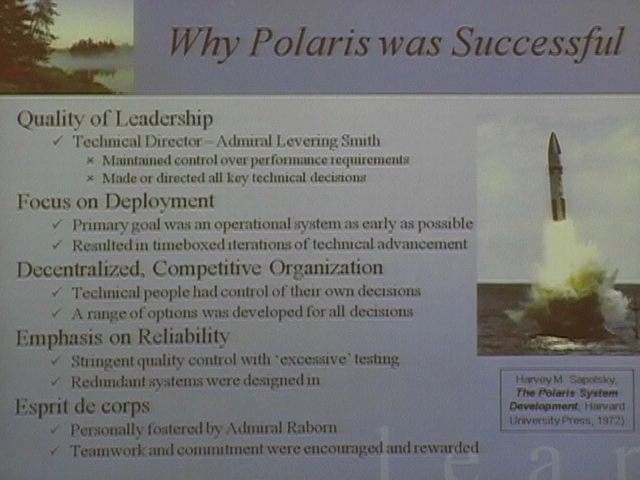 Why Polaris was Successful
Quality of Leadership
✓ Technical Director – Admiral Levering Smith
× Maintained control over performance requirements
× Made or directed all key technical decisions
Focus on Deployment
✓ Primary goal was an operational system as early as possible
✓ Resulted in timeboxed iterations of technical advancement
Decentralized, Competitive Organization
✓ Technical people had control of their own decisions
✓ A range of options was developed for all decisions
Emphasis on Reliability
✓ Stringent quality control with ‘excessive’ testing
✓ Redundant systems were designed in
Esprit de corps
✓ Personally fostered by Admiral Raborn
✓ Teamwork and commitment were encouraged and rewarded
Harvey M. Sapolsky,
The Polaris System
Development, Harvard
University Press, 1972)
l e a n